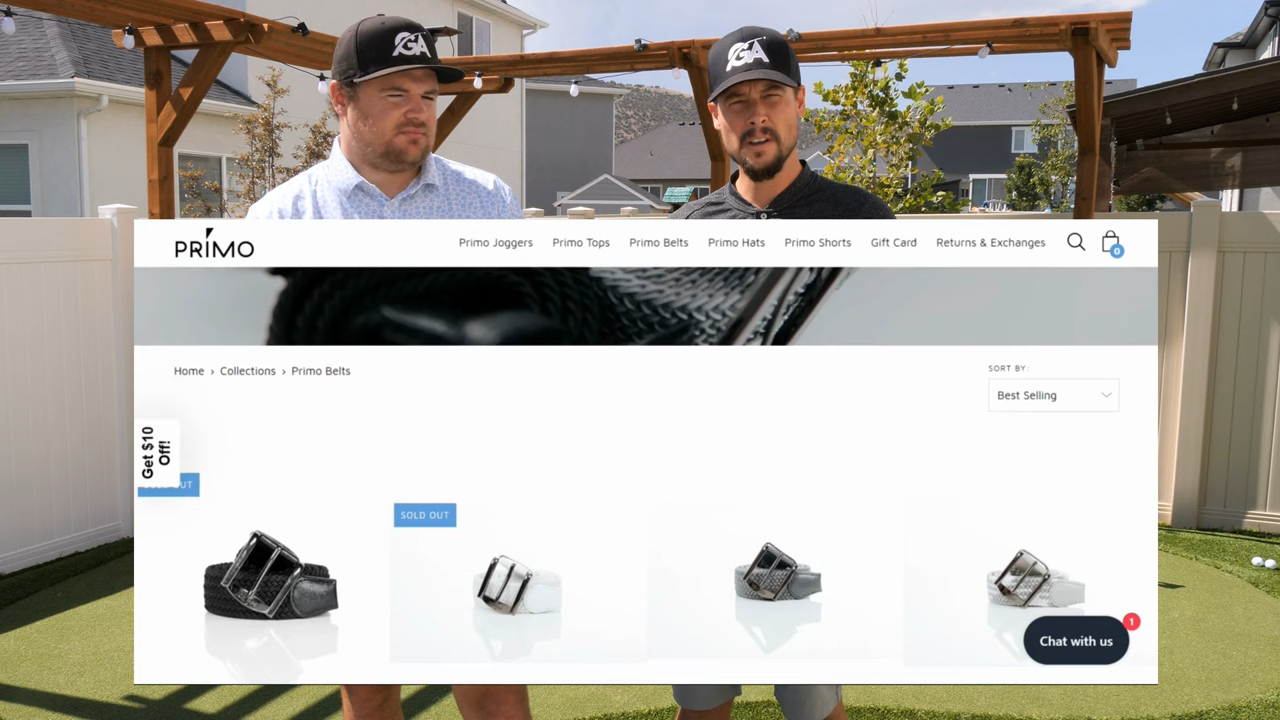 GA
GA
PRIMO
Primo Joggers Primo Tops Primo Belts Primo Hats Primo Shorts Gift Card Returns & Exchanges
0
Home › Collections › Primo Belts
SORT BY:
Best Selling
Get $10
Off!
OUT
SOLD OUT
1
Chat with us